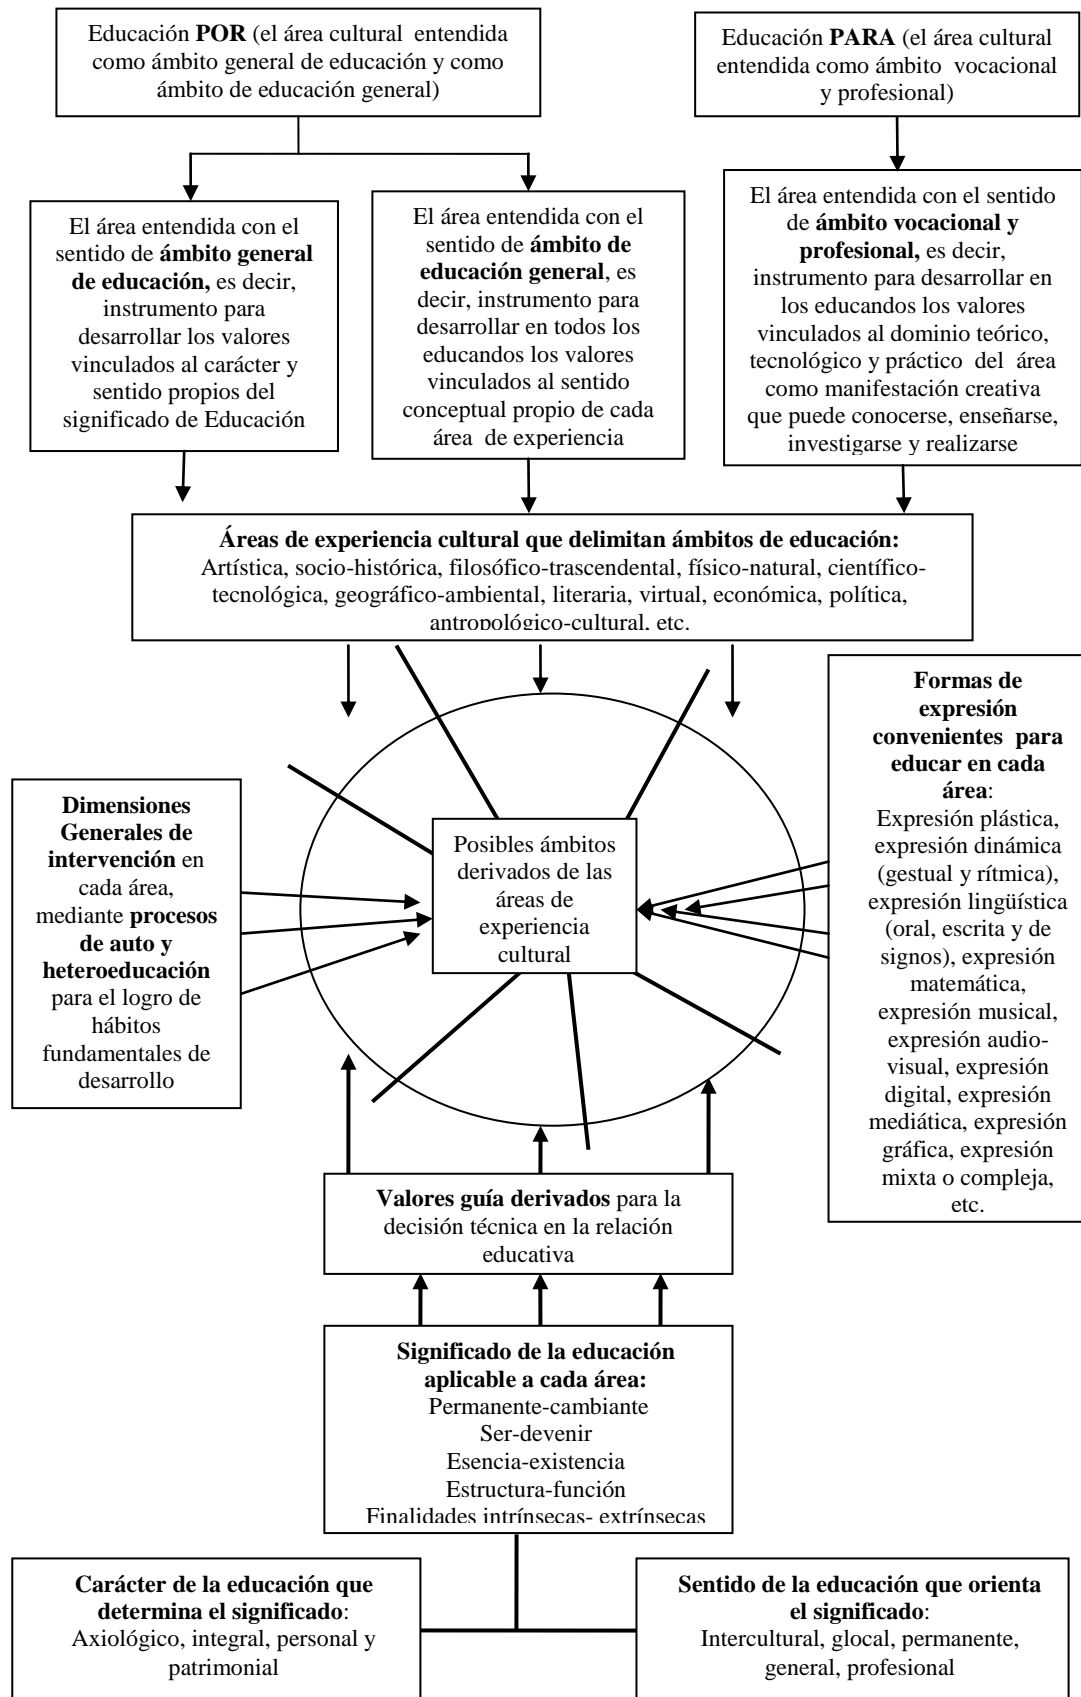 Educación POR (el área cultural entendida
como ámbito general de educación y como
ámbito de educación general)
Educación PARA (el área cultural
entendida como ámbito vocacional
y profesional)
El área entendida con el
sentido de ámbito general
de educación, es decir,
instrumento para
desarrollar los valores
vinculados al carácter y
sentido propios del
significado de Educación
El área entendida con el
sentido de ámbito de
educación general, es
decir, instrumento para
desarrollar en todos los
educandos los valores
vinculados al sentido
conceptual propio de cada
área de experiencia
El área entendida con el sentido
de ámbito vocacional y
profesional, es decir,
instrumento para desarrollar en
los educandos los valores
vinculados al dominio teórico,
tecnológico y práctico del área
como manifestación creativa
que puede conocerse, enseñarse,
investigarse y realizarse
Áreas de experiencia cultural que delimitan ámbitos de educación:
Artística, socio-histórica, filosófico-trascendental, físico-natural, científico-
tecnológica, geográfico-ambiental, literaria, virtual, económica, política,
antropológico-cultural, etc.
Dimensiones
Generales de
intervención en
cada área,
mediante procesos
de auto y
heteroeducación
para el logro de
hábitos
fundamentales de
desarrollo
Posibles ámbitos
derivados de las
áreas de
experiencia
cultural
Formas de
expresión
convenientes para
educar en cada
área:
Expresión plástica,
expresión dinámica
(gestual y rítmica),
expresión lingüística
(oral, escrita y de
signos), expresión
matemática,
expresión musical,
expresión audio-
visual, expresión
digital, expresión
mediática, expresión
gráfica, expresión
mixta o compleja,
etc.
Valores guía derivados para la
decisión técnica en la relación
educativa
Significado de la educación
aplicable a cada área:
Permanente-cambiante
Ser-devenir
Esencia-existencia
Estructura-función
Finalidades intrínsecas- extrínsecas
Carácter de la educación que
determina el significado:
Axiológico, integral, personal y
patrimonial
Sentido de la educación que orienta
el significado:
Intercultural, glocal, permanente,
general, profesional